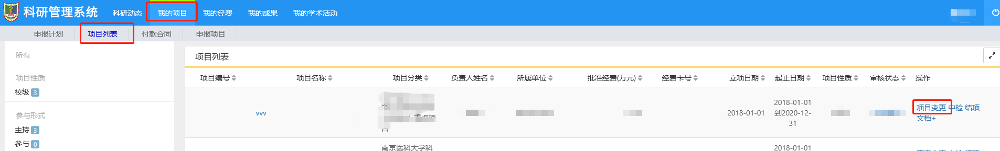 科研管理系统 科研动态 我的项目 我的经费 我的成果 我的学术活动
申报计划 项目列表 付款合同 申报项目
所有
项目性质
校级 3
参与形式
主持 3
参与 0
项目列表
项目编号 项目名称 项目分类 负责人姓名 所属单位 批准经费(万元) 经费卡号 立项日期 起止日期 项目性质 审核状态 操作
vvv 2018-01-01 2018-01-01
到2020-12-
31
项目变更 中检 结项
文档+
南京医科大学科 2018-01-01